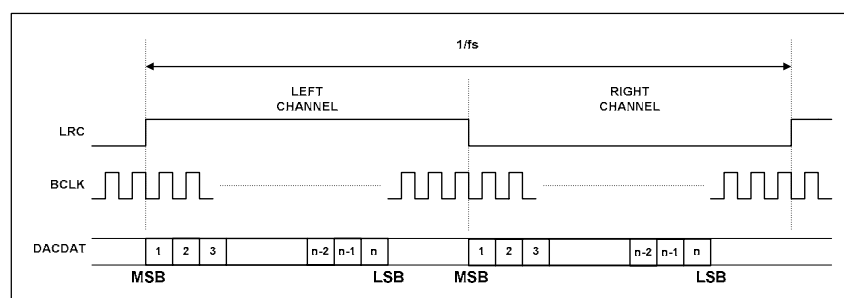 1/fs
LEFT
CHANNEL
RIGHT
CHANNEL
LRC
BCLK
DACDAT
1 2 3 n-2 n-1 n 1 2 3 n-2 n-1 n
MSB LSB MSB LSB